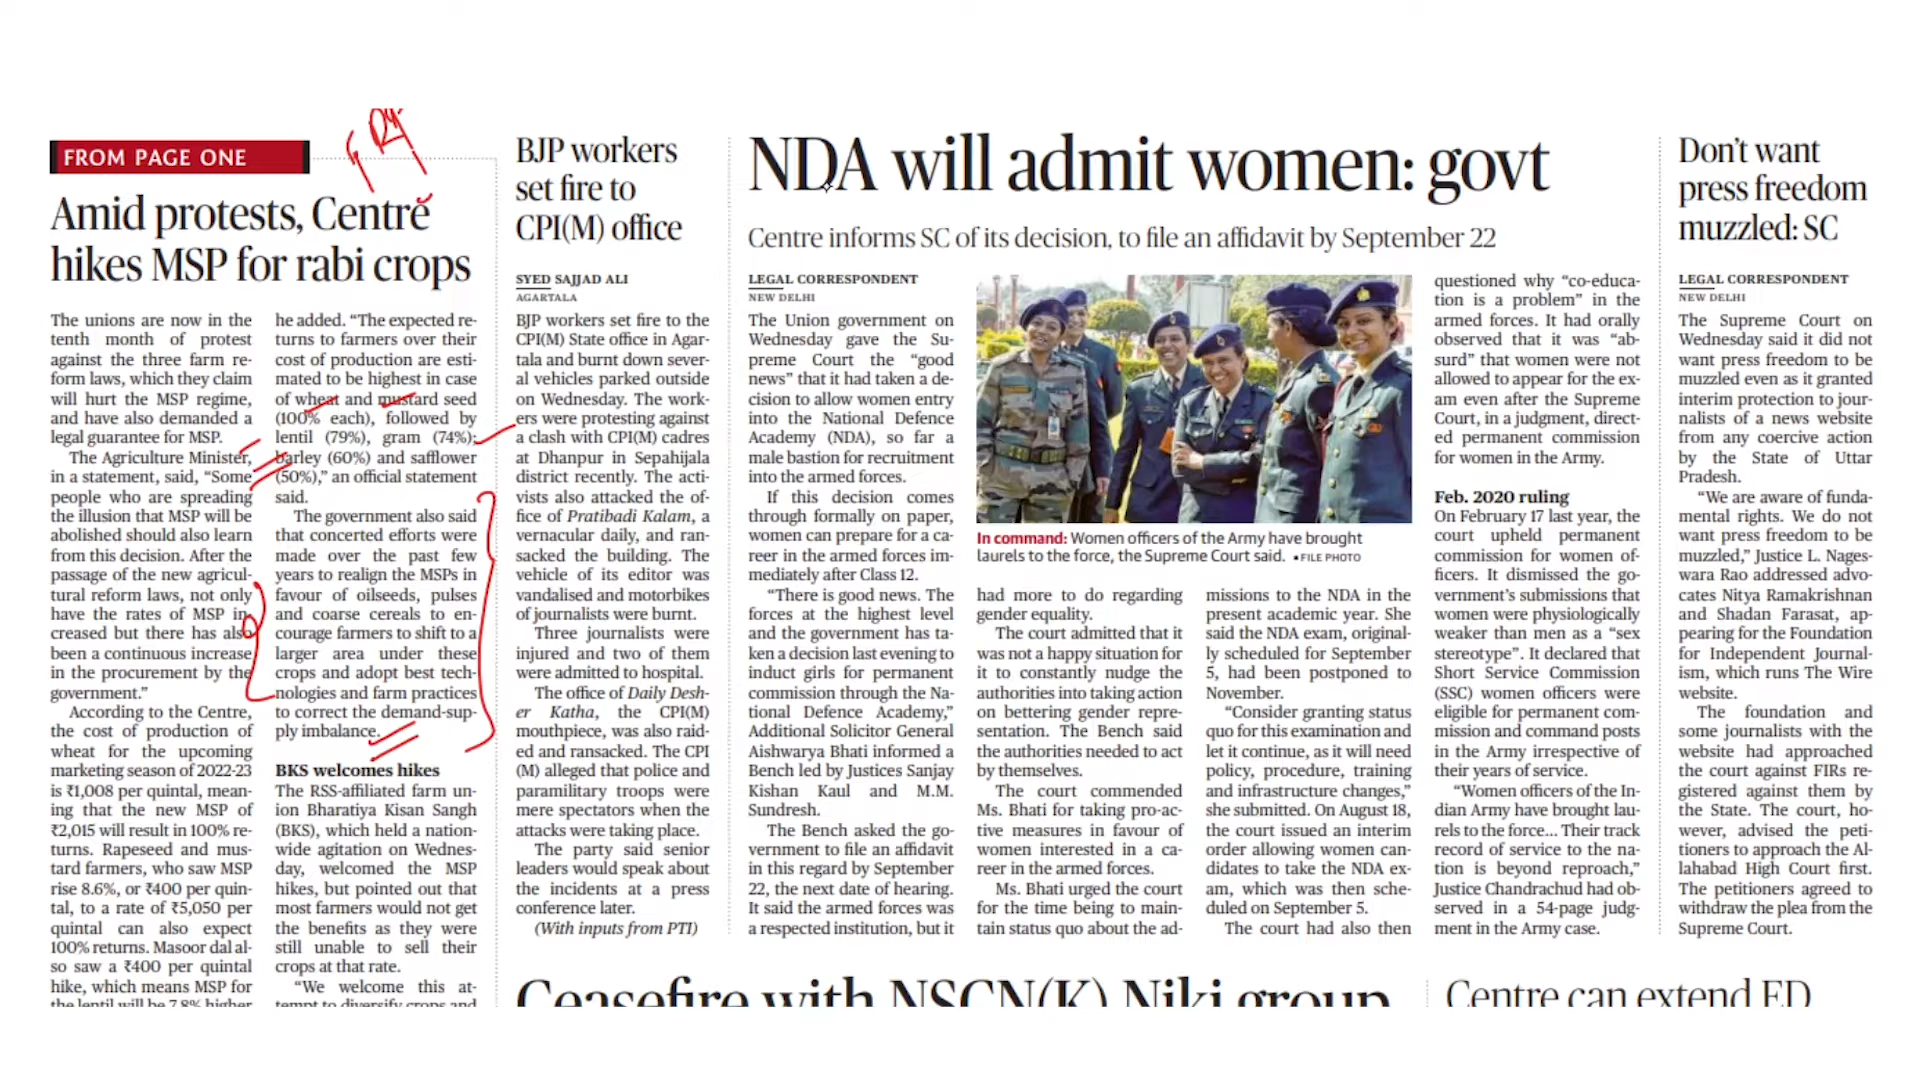 FROM PAGE ONE
Amid protests, Centre
hikes MSP for rabi crops
The unions are now in the
tenth month of protest
against the three farm re-
form laws, which they claim
will hurt the MSP regime,
and have also demanded a
legal guarantee for MSP.
The Agriculture Minister,
in a statement, said, “Some
people who are spreading
the illusion that MSP will be
abolished should also learn
from this decision. After the
passage of the new agricul-
tural reform laws, not only
have the rates of MSP in-
creased but there has also
been a continuous increase
in the procurement by the
government.”
According to the Centre,
the cost of production of
wheat for the upcoming
marketing season of 2022-23
is ₹1,008 per quintal, mean-
ing that the new MSP of
₹2,015 will result in 100% re-
turns. Rapeseed and mus-
tard farmers, who saw MSP
rise 8.6%, or ₹400 per quin-
tal, to a rate of ₹5,050 per
quintal can also expect
100% returns. Masoor dal al-
so saw a ₹400 per quintal
hike, which means MSP for
the lentil will be 7.8% higher
he added. “The expected re-
turns to farmers over their
cost of production are esti-
mated to be highest in case
of wheat and mustard seed
(100% each), followed by
lentil (79%), gram (74%);
barley (60%) and safflower
(50%),” an official statement
said.
The government also said
that concerted efforts were
made over the past few
years to realign the MSPs in
favour of oilseeds, pulses
and coarse cereals to en-
courage farmers to shift to a
larger area under these
crops and adopt best tech-
nologies and farm practices
to correct the demand-sup-
ply imbalance.
BKS welcomes hikes
The RSS-affiliated farm un-
ion Bharatiya Kisan Sangh
(BKS), which held a nation-
wide agitation on Wednes-
day, welcomed the MSP
hikes, but pointed out that
most farmers would not get
the benefits as they were
still unable to sell their
crops at that rate.
“We welcome this at-
tempt to diversify crops and
BJP workers
set fire to
CPI(M) office
SYED SAJJAD ALI
AGARTALA
BJP workers set fire to the
CPI(M) State office in Agar-
tala and burnt down sever-
al vehicles parked outside
on Wednesday. The work-
ers were protesting against
a clash with CPI(M) cadres
at Dhanpur in Sepahijala
district recently. The acti-
vists also attacked the of-
fice of Pratibadi Kalam, a
vernacular daily, and ran-
sacked the building. The
vehicle of its editor was
vandalised and motorbikes
of journalists were burnt.
Three journalists were
injured and two of them
were admitted to hospital.
The office of Daily Desh-
er Katha, the CPI(M)
mouthpiece, was also raid-
ed and ransacked. The CPI
(M) alleged that police and
paramilitary troops were
mere spectators when the
attacks were taking place.
The party said senior
leaders would speak about
the incidents at a press
conference later.
(With inputs from PTI)
NDA will admit women: govt
Centre informs SC of its decision, to file an affidavit by September 22
LEGAL CORRESPONDENT
NEW DELHI
The Union government on
Wednesday gave the Su-
preme Court the “good
news” that it had taken a de-
cision to allow women entry
into the National Defence
Academy (NDA), so far a
male bastion for recruitment
into the armed forces.
If this decision comes
through formally on paper,
women can prepare for a ca-
reer in the armed forces im-
mediately after Class 12.
“There is good news. The
forces at the highest level
and the government has ta-
ken a decision last evening to
induct girls for permanent
commission through the Na-
tional Defence Academy,”
Additional Solicitor General
Aishwarya Bhati informed a
Bench led by Justices Sanjay
Kishan Kaul and M.M.
Sundresh.
The Bench asked the go-
vernment to file an affidavit
in this regard by September
22, the next date of hearing.
It said the armed forces was
a respected institution, but it
In command: Women officers of the Army have brought
laurels to the force, the Supreme Court said. •FILE PHOTO
had more to do regarding
gender equality.
The court admitted that it
was not a happy situation for
it to constantly nudge the
authorities into taking action
on bettering gender repre-
sentation. The Bench said
the authorities needed to act
by themselves.
The court commended
Ms. Bhati for taking pro-ac-
tive measures in favour of
women interested in a ca-
reer in the armed forces.
Ms. Bhati urged the court
for the time being to main-
tain status quo about the ad-
missions to the NDA in the
present academic year. She
said the NDA exam, original-
ly scheduled for September
5, had been postponed to
November.
“Consider granting status
quo for this examination and
let it continue, as it will need
policy, procedure, training
and infrastructure changes,”
she submitted. On August 18,
the court issued an interim
order allowing women can-
didates to take the NDA ex-
am, which was then sche-
duled on September 5.
The court had also then
questioned why “co-educa-
tion is a problem” in the
armed forces. It had orally
observed that it was “ab-
surd” that women were not
allowed to appear for the ex-
am even after the Supreme
Court, in a judgment, direct-
ed permanent commission
for women in the Army.
Feb. 2020 ruling
On February 17 last year, the
court upheld permanent
commission for women of-
ficers. It dismissed the go-
vernment’s submissions that
women were physiologically
weaker than men as a “sex
stereotype”. It declared that
Short Service Commission
(SSC) women officers were
eligible for permanent com-
mission and command posts
in the Army irrespective of
their years of service.
“Women officers of the In-
dian Army have brought lau-
rels to the force... Their track
record of service to the na-
tion is beyond reproach,”
Justice Chandrachud had ob-
served in a 54-page judg-
ment in the Army case.
Don’t want
press freedom
muzzled: SC
LEGAL CORRESPONDENT
NEW DELHI
The Supreme Court on
Wednesday said it did not
want press freedom to be
muzzled even as it granted
interim protection to jour-
nalists of a news website
from any coercive action
by the State of Uttar
Pradesh.
“We are aware of funda-
mental rights. We do not
want press freedom to be
muzzled,” Justice L. Nages-
wara Rao addressed advo-
cates Nitya Ramakrishnan
and Shadan Farasat, ap-
pearing for the Foundation
for Independent Journal-
ism, which runs The Wire
website.
The foundation and
some journalists with the
website had approached
the court against FIRs re-
gistered against them by
the State. The court, ho-
wever, advised the peti-
tioners to approach the Al-
lahabad High Court first.
The petitioners agreed to
withdraw the plea from the
Supreme Court.
Ceasefire with NSCN(K) Niki group
Centre can extend ED